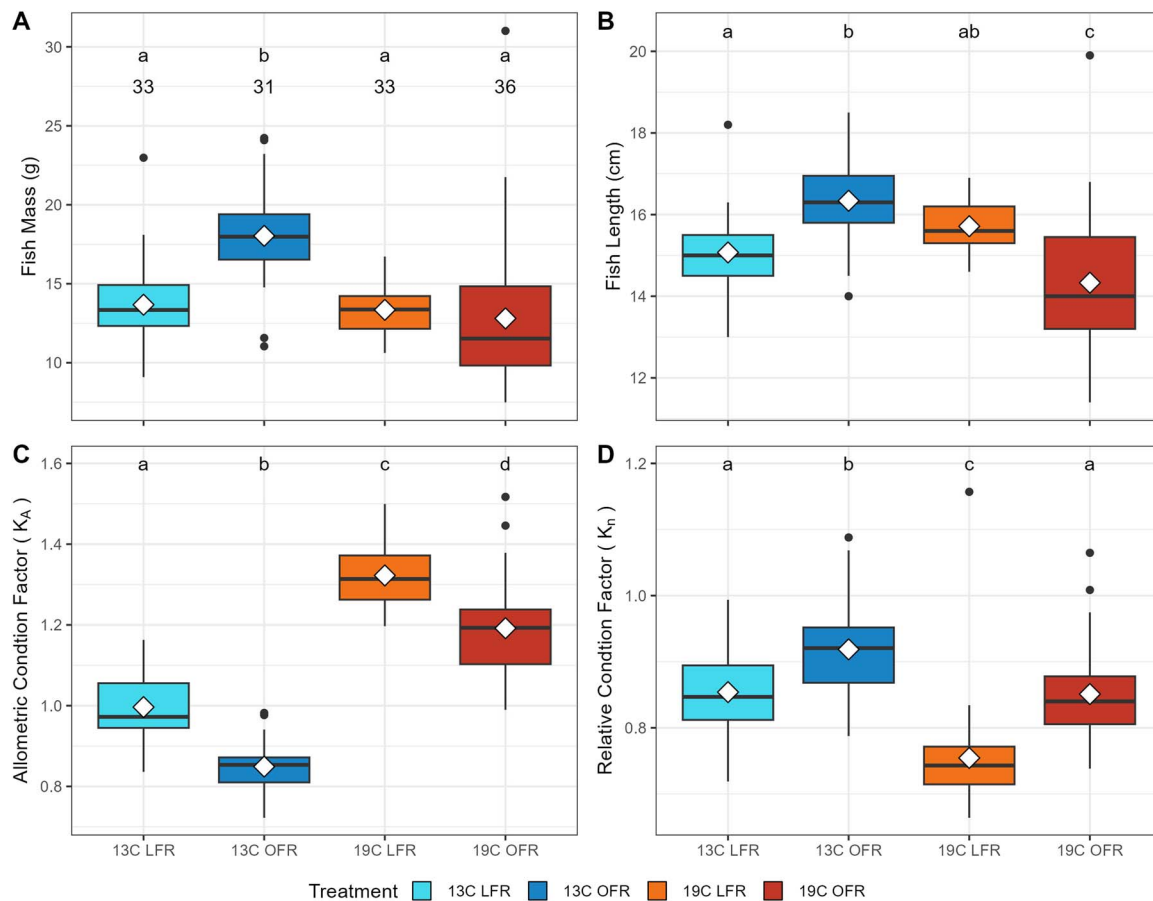 A
a b a a
33 31 33 36
30
25
20
15
10
Fish Mass (g)
B
a b ab c
20
18
16
14
12
Fish Length (cm)
C
a b c d
1.6
1.4
1.2
1.0
0.8
Allometric Condtion Factor ( KA )
13C LFR 13C OFR 19C LFR 19C OFR
D
a b c a
1.2
1.0
0.8
Relative Condtion Factor ( Kn )
13C LFR 13C OFR 19C LFR 19C OFR
Treatment 13C LFR 13C OFR 19C LFR 19C OFR